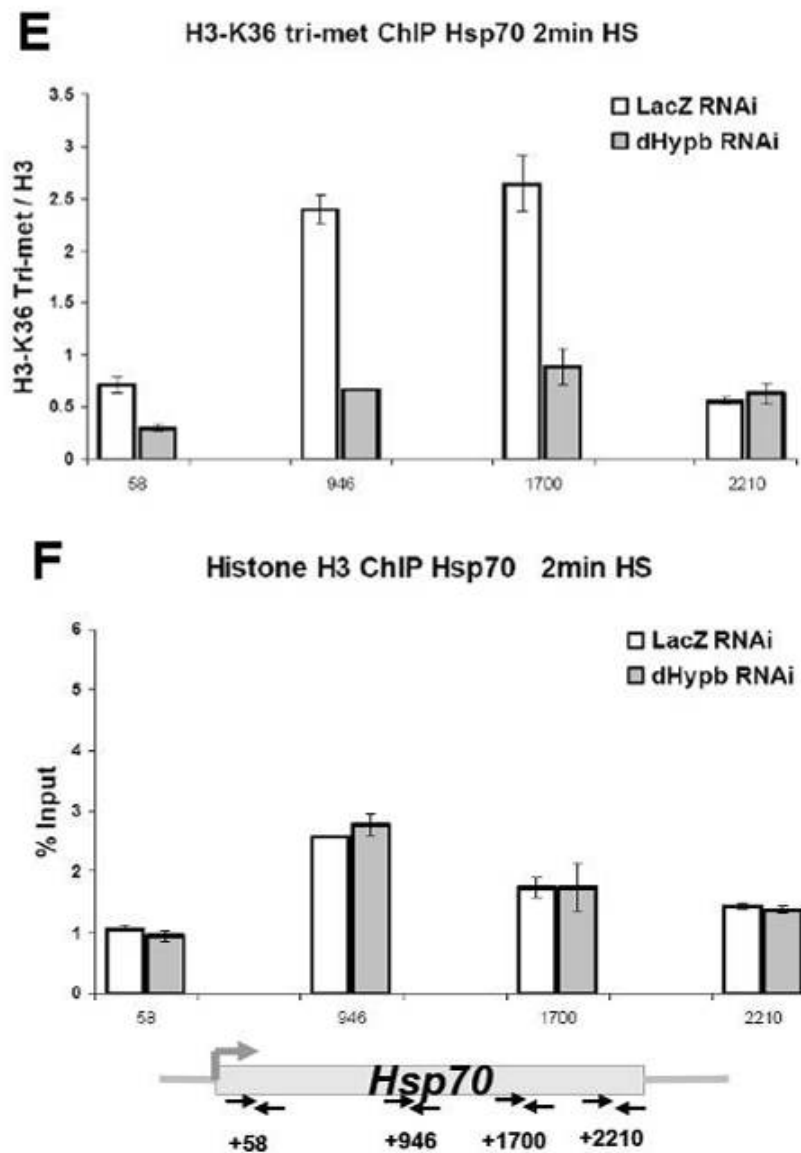 E
H3-K36 tri-met ChIP Hsp70 2min HS
LacZ RNAi
dHypb RNAi
H3-K36 Tri-met / H3
3.5
3
2.5
2
1.5
1
0.5
0
58 946 1700 2210
F
Histone H3 ChIP Hsp70 2min HS
LacZ RNAi
dHypb RNAi
% Input
6
5
4
3
2
1
0
58 946 1700 2210
Hsp70
+58 +946 +1700 +2210